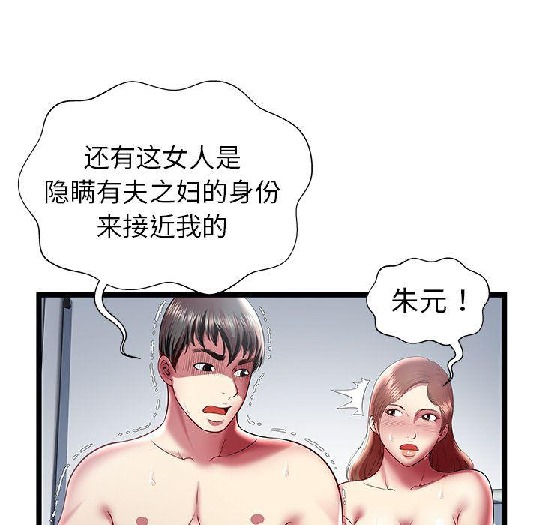 还有这女人是
隐瞒有夫之妇的身份
来接近我的
朱元！